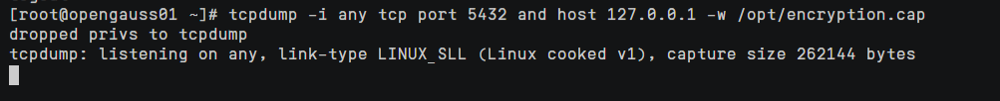 [root@opengauss01 ~]# tcpdump -i any tcp port 5432 and host 127.0.0.1 -w /opt/encryption.cap
dropped privs to tcpdump
tcpdump: listening on any, link-type LINUX_SLL (Linux cooked v1), capture size 262144 bytes